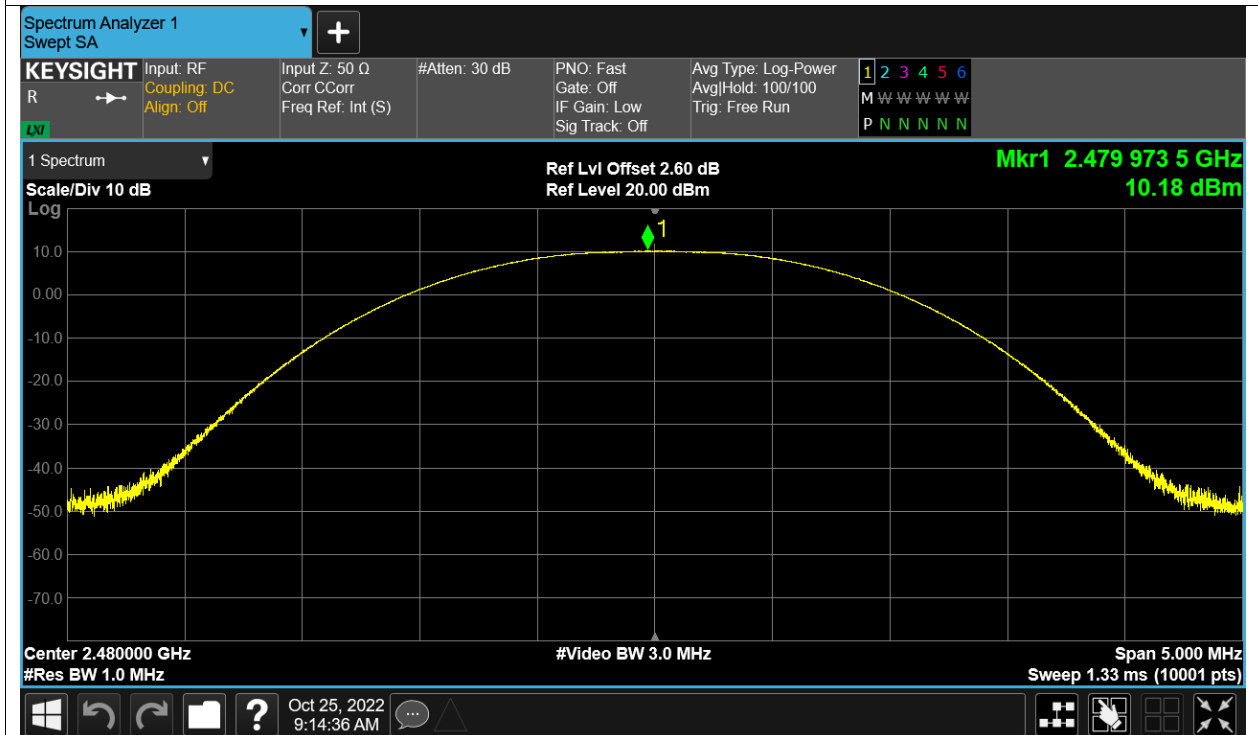 Spectrum Analyzer 1
Swept SA
▼
+
KEYSIGHT
R
LXI
Input: RF
Coupling: DC
Align: Off
Input Z: 50 Ω
Corr CCorr
Freq Ref: Int (S)
#Atten: 30 dB
PNO: Fast
Gate: Off
IF Gain: Low
Sig Track: Off
Avg Type: Log-Power
Avg|Hold: 100/100
Trig: Free Run
1 2 3 4 5 6
M W W W W W
P N N N N N
1 Spectrum ▼
Scale/Div 10 dB
Log
Ref Lvl Offset 2.60 dB
Ref Level 20.00 dBm
Mkr1 2.479 973 5 GHz
10.18 dBm
1
10.0
0.00
-10.0
-20.0
-30.0
-40.0
-50.0
-60.0
-70.0
Center 2.480000 GHz
#Res BW 1.0 MHz
#Video BW 3.0 MHz
Span 5.000 MHz
Sweep 1.33 ms (10001 pts)
?
Oct 25, 2022
9:14:36 AM